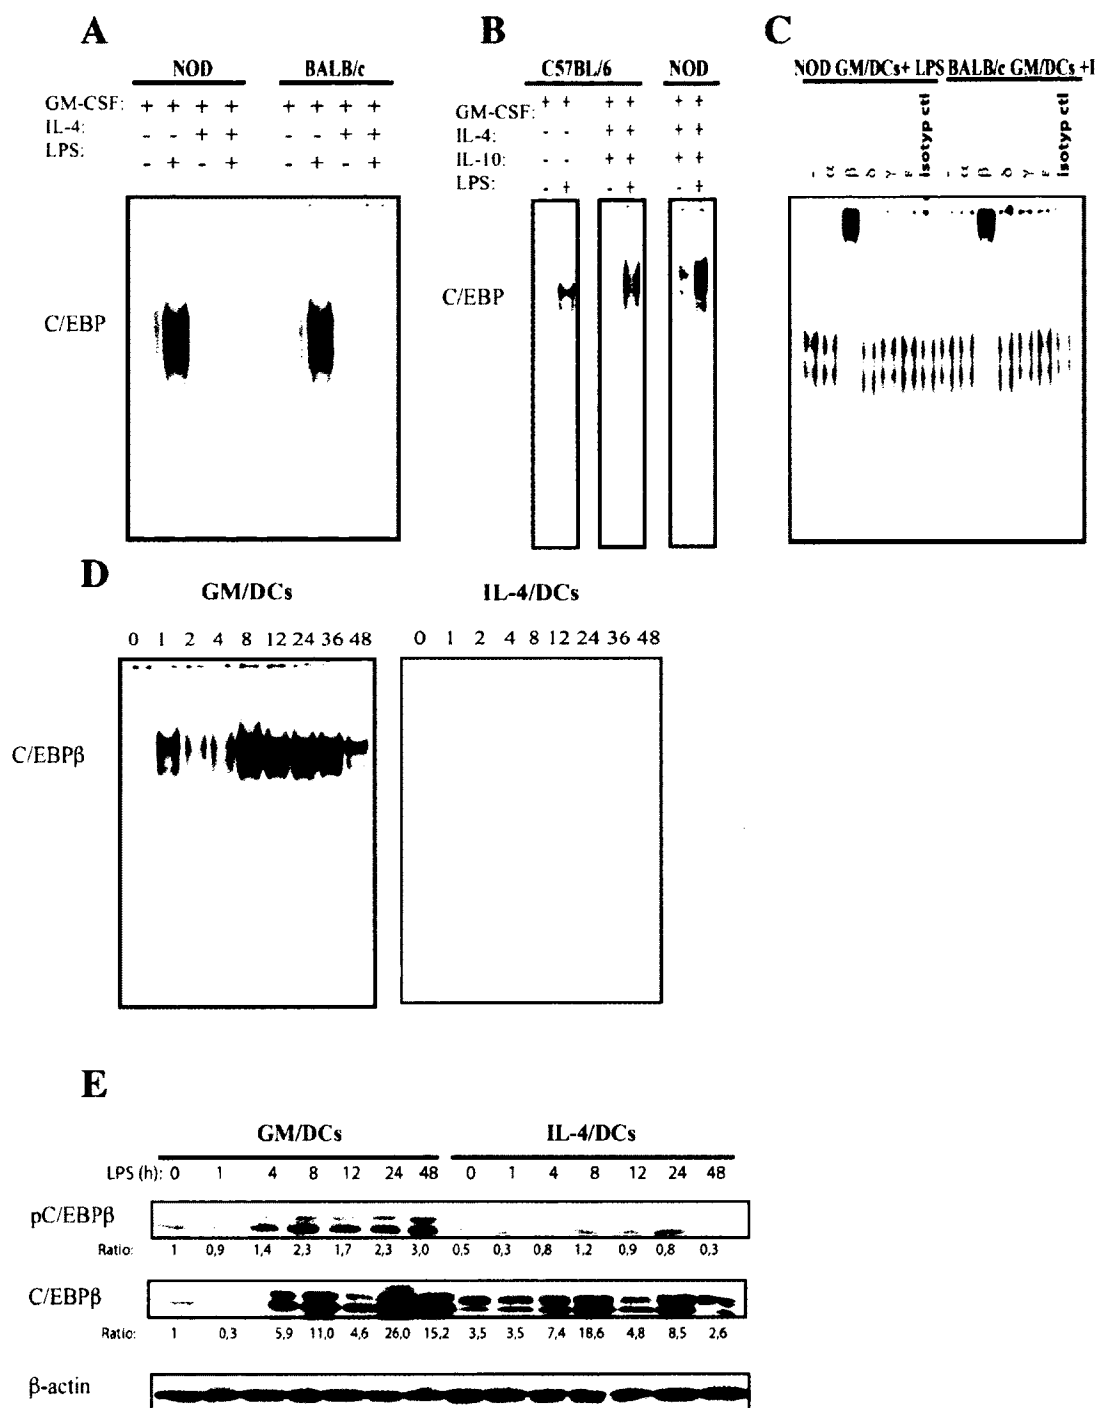 A
NOD BALB/c
GM-CSF: + + + + + + + +
IL-4: - - + + - - + +
LPS: - + - + - + - +
C/EBP
B
C57BL/6 NOD
GM-CSF: + + + + + +
IL-4: - - + + + +
IL-10: - - + + + +
LPS: - + - + - +
C/EBP
C
NOD GM/DCs+ LPS BALB/c GM/DCs +L
- α β δ γ ε Isotyp ctl - α β δ γ ε Isotyp ctl
D
GM/DCs IL-4/DCs
0 1 2 4 8 12 24 36 48 0 1 2 4 8 12 24 36 48
C/EBPβ
E
GM/DCs IL-4/DCs
LPS (h): 0 1 4 8 12 24 48 0 1 4 8 12 24 48
pC/EBPβ
Ratio: 1 0,9 1,4 2,3 1,7 2,3 3,0 0,5 0,3 0,8 1,2 0,9 0,8 0,3
C/EBPβ
Ratio: 1 0,3 5,9 11,0 4,6 26,0 15,2 3,5 3,5 7,4 18,6 4,8 8,5 2,6
β-actin